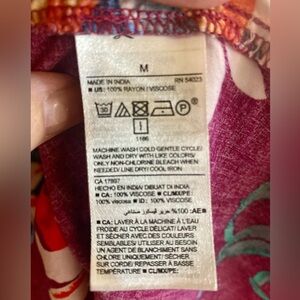 M
MADE IN INDIA RN 54023
■ US: 100% RAYON / VISCOSE
30 P
1186
MACHINE WASH COLD GENTLE CYCLE/
WASH AND DRY WITH LIKE COLORS/
ONLY NON-CHLORINE BLEACH WHEN
NEEDED/ LINE DRY/ COOL IRON
CA 17897
HECHO EN INDIA/ DIBUAT DI INDIA
■ CA: 100% viscose ■ CL/MX/PE:
100% viscosa ■ ID: 100% VISCOSE
■ CA: LAVER À LA MACHINE À L'EAU
FROIDE AU CYCLE DÉLICAT/ LAVER
ET SÉCHER AVEC DES COULEURS
SEMBLABLES/ UTILISER AU BESOIN
UN AGENT DE BLANCHIMENT SANS
CHLORE UNIQUEMENT/ SÉCHER
SUR CORDE/ REPASSER À BASSE
TEMPÉRATURE ■ CL/MX/PE: